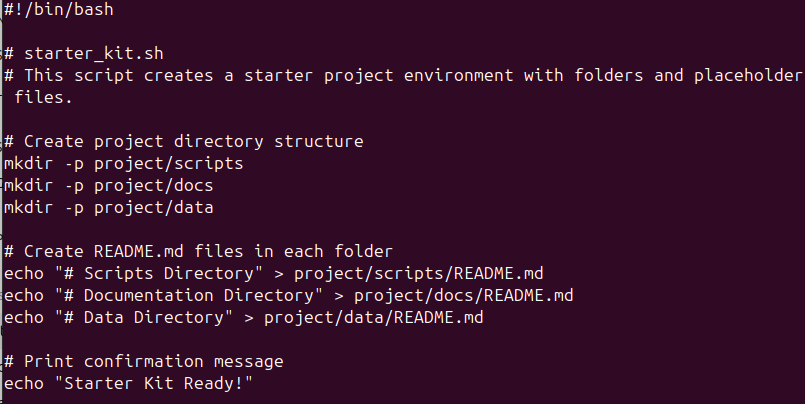 #!/bin/bash
# starter_kit.sh
# This script creates a starter project environment with folders and placeholder
files.
# Create project directory structure
mkdir -p project/scripts
mkdir -p project/docs
mkdir -p project/data
# Create README.md files in each folder
echo "# Scripts Directory" > project/scripts/README.md
echo "# Documentation Directory" > project/docs/README.md
echo "# Data Directory" > project/data/README.md
# Print confirmation message
echo "Starter Kit Ready!"